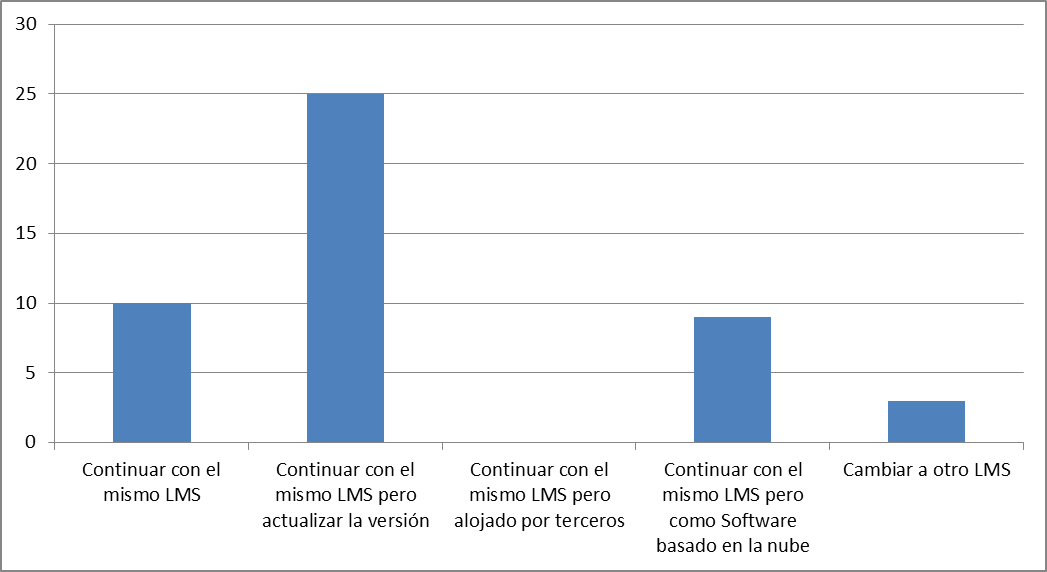 30
25
20
15
10
5
0
Continuar con el
mismo LMS
Continuar con el
mismo LMS pero
actualizar la versión
Continuar con el
mismo LMS pero
alojado por terceros
Continuar con el
mismo LMS pero
como Software
basado en la nube
Cambiar a otro LMS